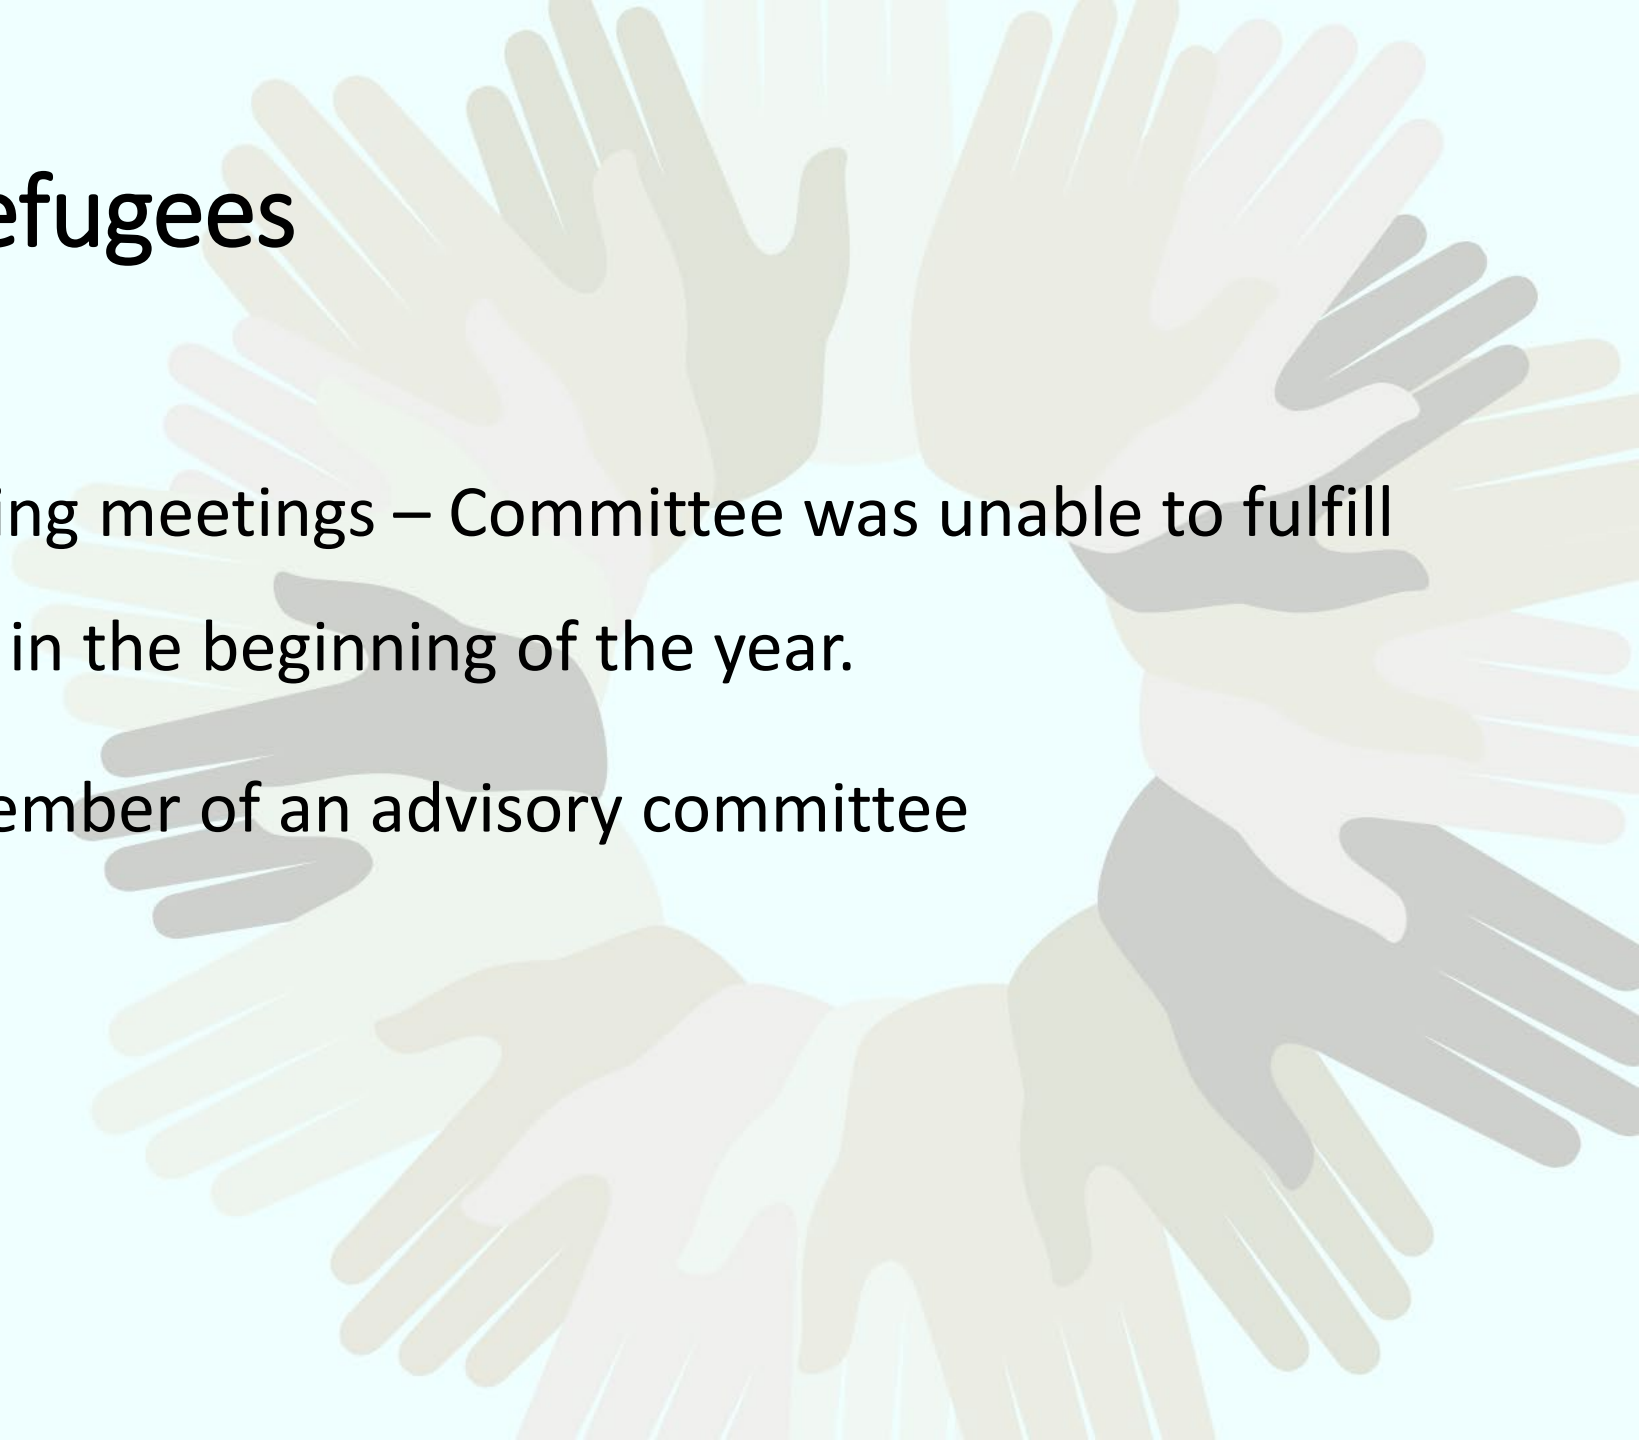 efugees
ing meetings – Committee was unable to fulfill
in the beginning of the year.
ember of an advisory committee